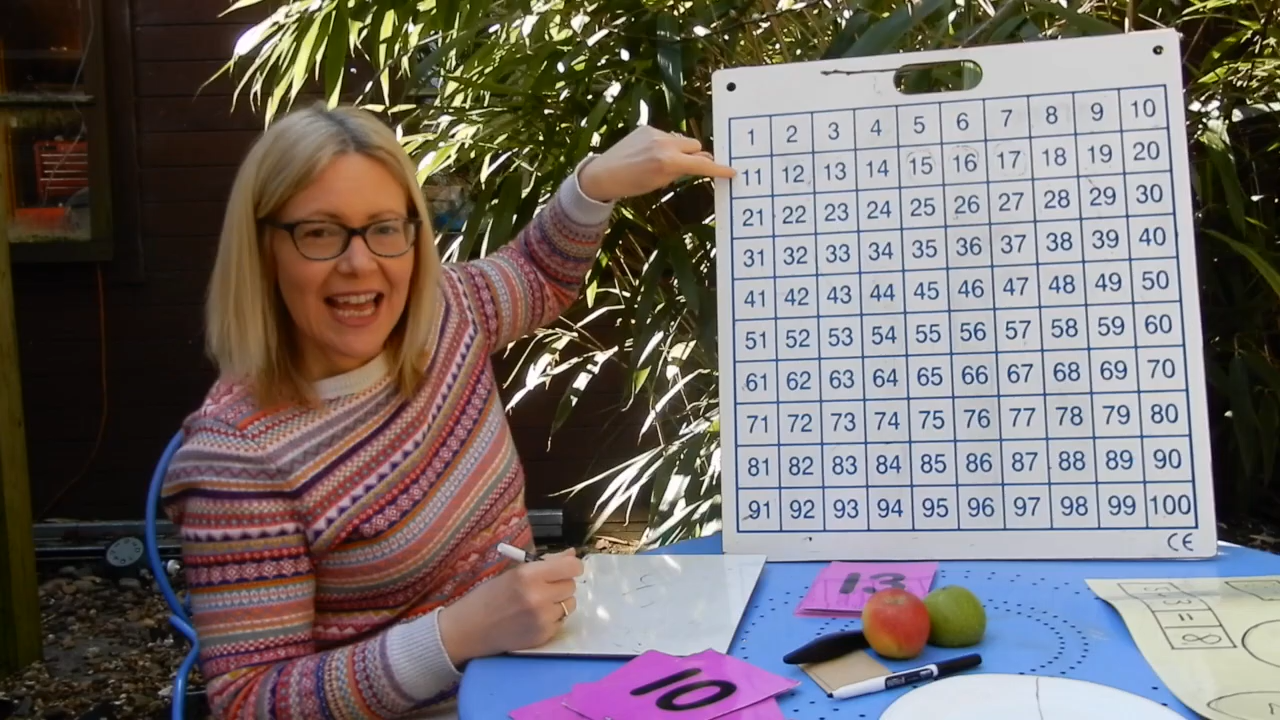 1 2 3 4 5 6 7 8 9 10
11 12 13 14 15 16 17 18 19 20
21 22 23 24 25 26 27 28 29 30
31 32 33 34 35 36 37 38 39 40
41 42 43 44 45 46 47 48 49 50
51 52 53 54 55 56 57 58 59 60
61 62 63 64 65 66 67 68 69 70
71 72 73 74 75 76 77 78 79 80
81 82 83 84 85 86 87 88 89 90
91 92 93 94 95 96 97 98 99 100
CE
13
10
5+3
=
8